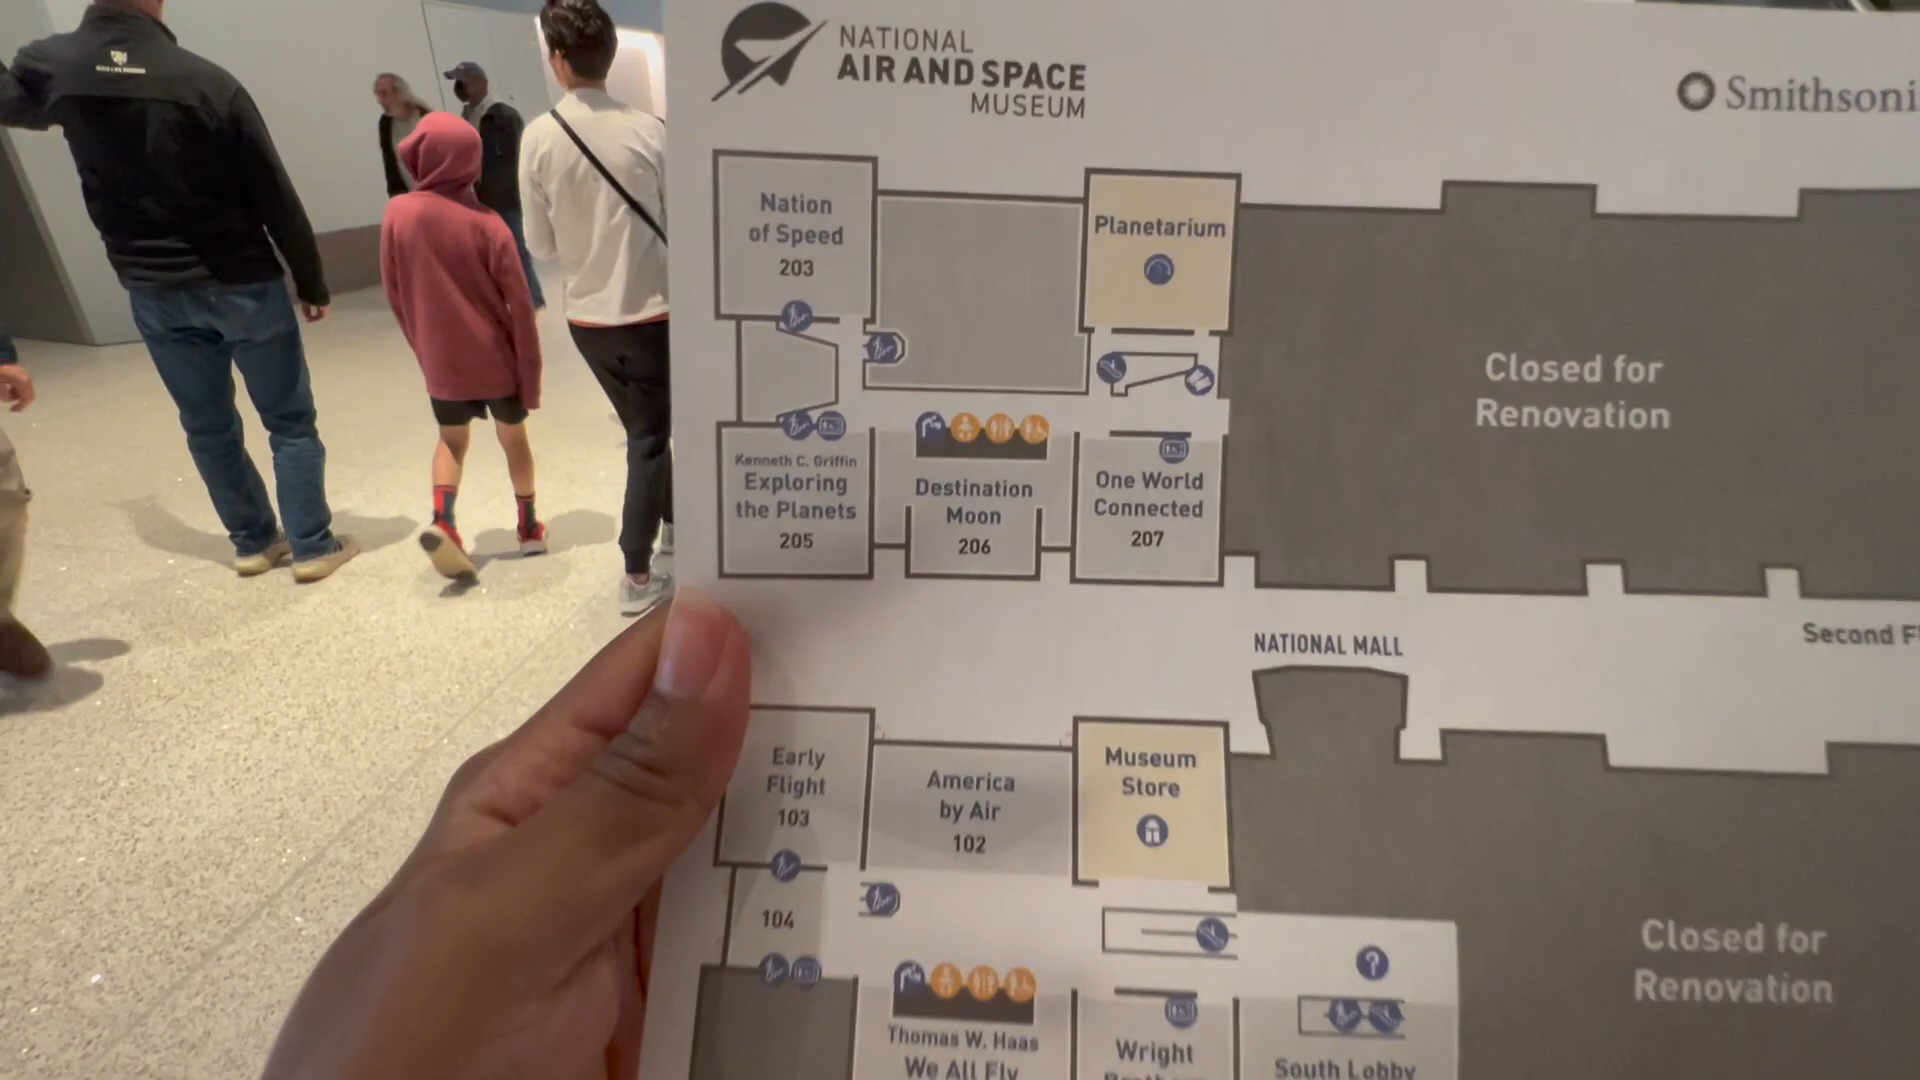 NATIONAL
AIR AND SPACE
MUSEUM
Smithsoni
Nation
of Speed
203
Planetarium
Closed for
Renovation
Kenneth C. Griffin
Exploring
the Planets
205
Destination
Moon
206
One World
Connected
207
NATIONAL MALL
Second F
Early
Flight
103
America
by Air
102
Museum
Store
104
?
Closed for
Renovation
Thomas W. Haas
We All Fly
Wright
South Lobby